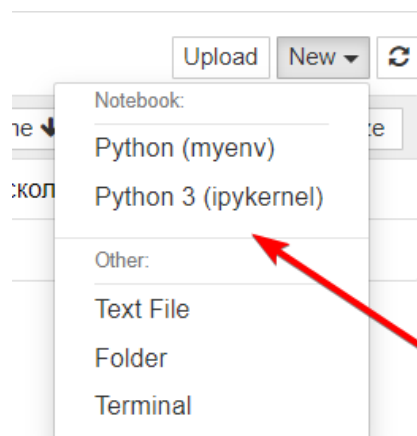 Upload New
Notebook:
Python (myenv)
Python 3 (ipykernel)
Other:
Text File
Folder
Terminal